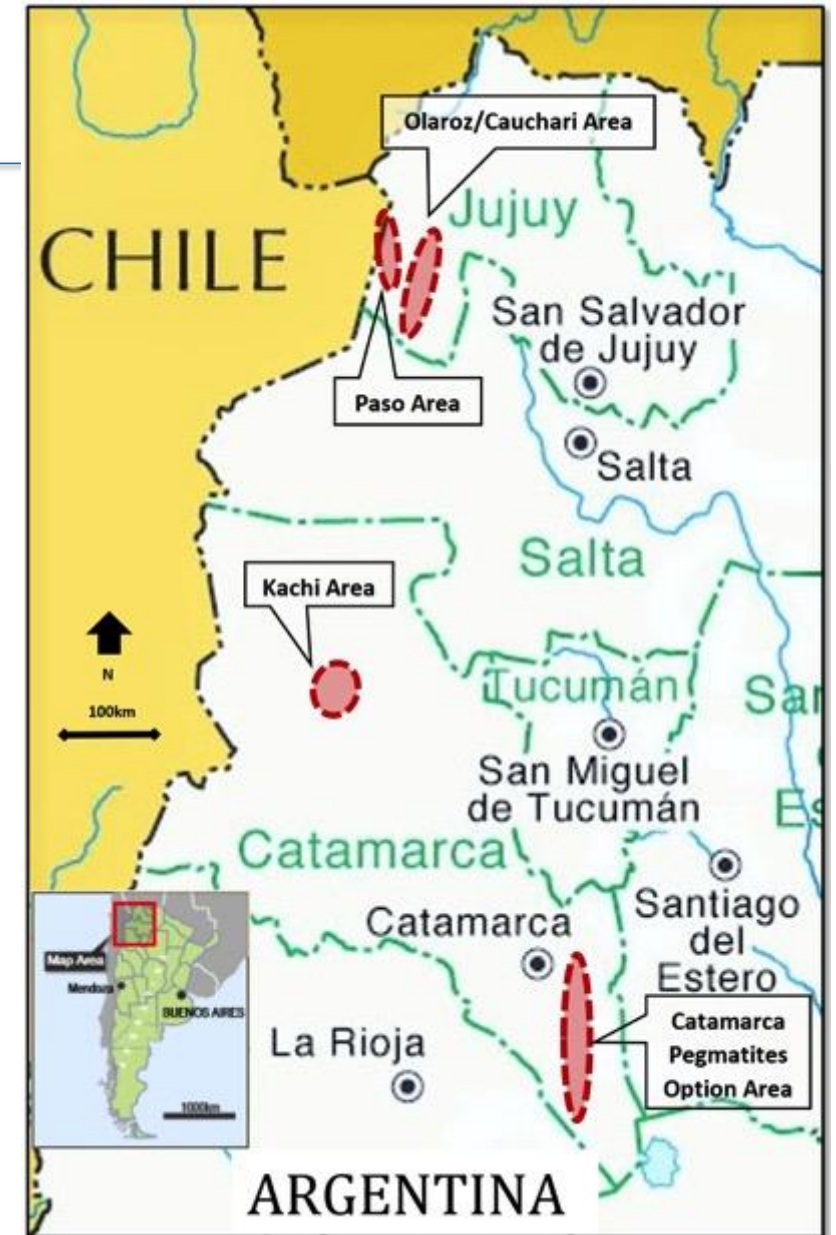 Olaroz/Cauchari Area
CHILE
Jujuy
San Salvador
de Jujuy
Paso Area
Salta
Salta
Kachi Area
N
100km
Tucumán
San Miguel
de Tucumán
Catamarca
Santiago
del
Estero
Catamarca
Map Area
Mendoza
BUENOS AIRES
1000km
La Rioja
Catamarca
Pegmatites
Option Area
ARGENTINA